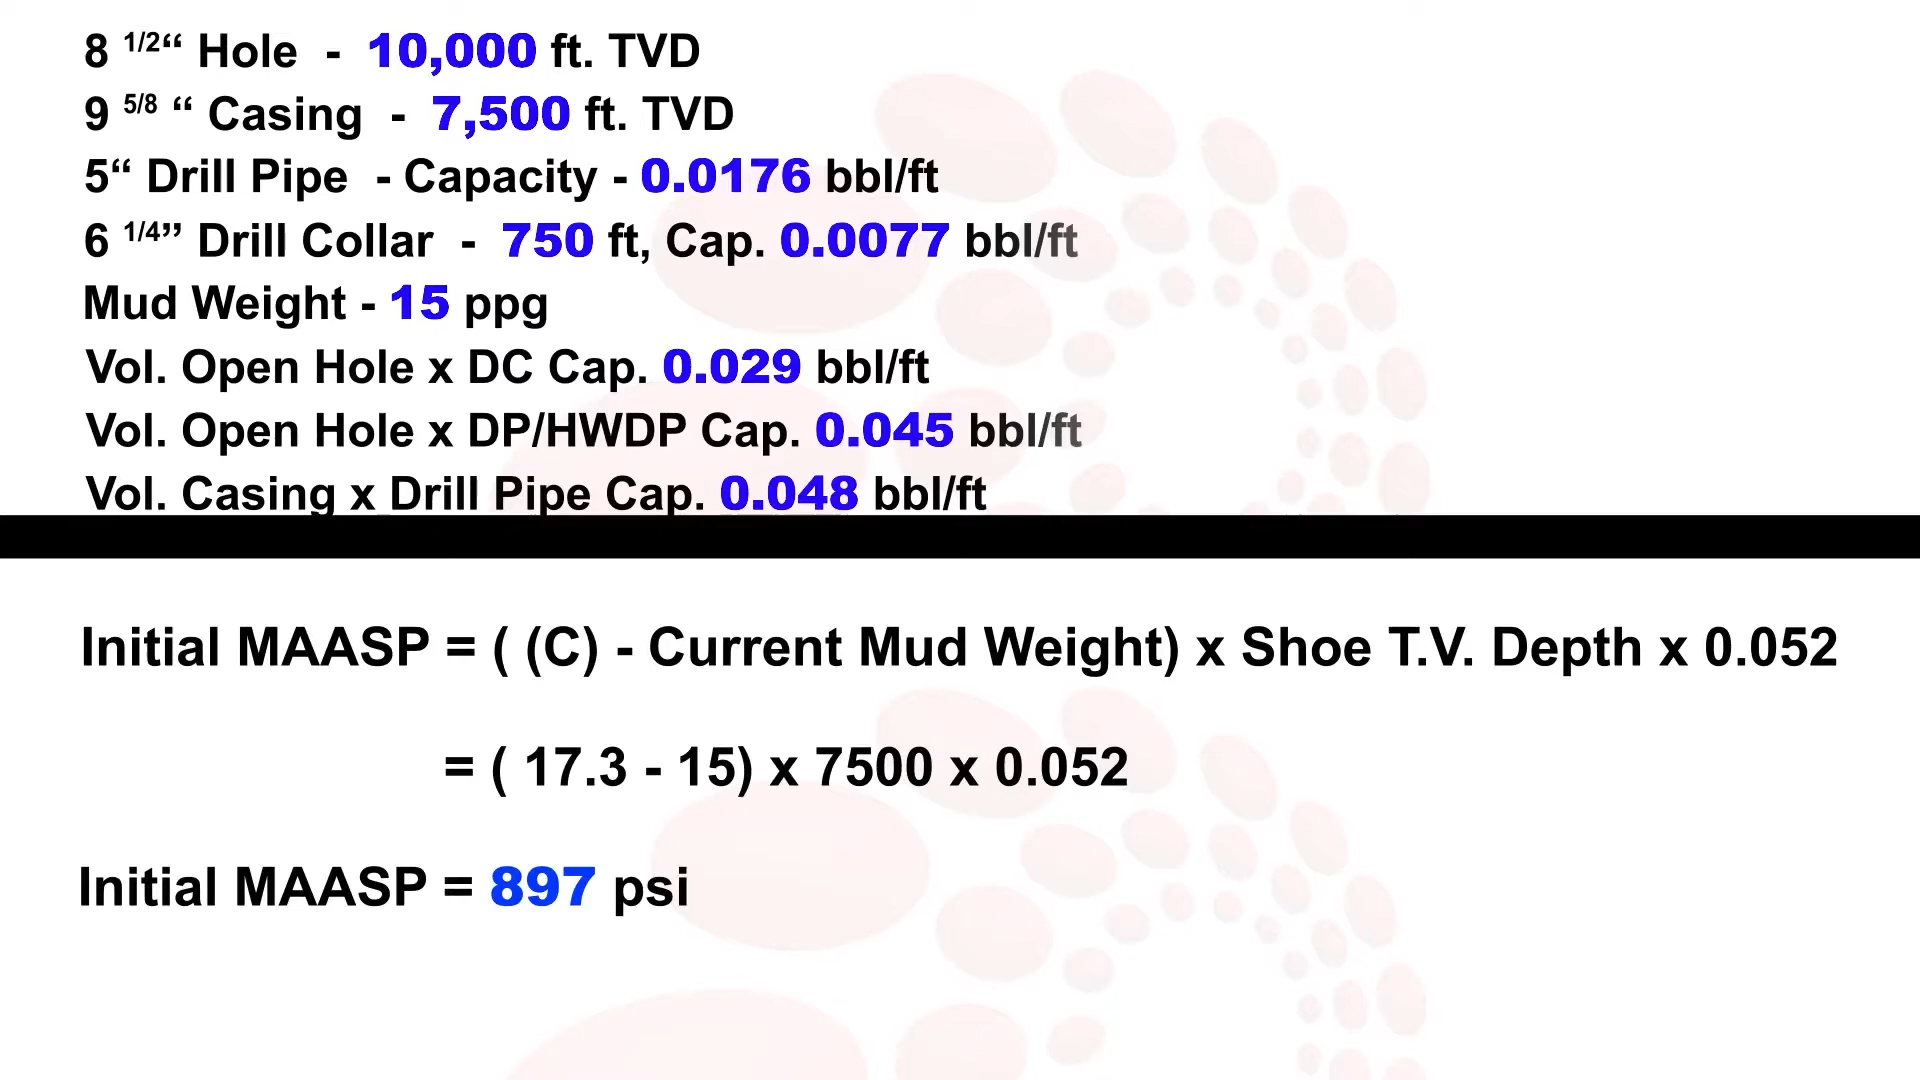 8 1/2“ Hole - 10,000 ft. TVD
9 5/8 “ Casing - 7,500 ft. TVD
5“ Drill Pipe - Capacity - 0.0176 bbl/ft
6 1/4” Drill Collar - 750 ft, Cap. 0.0077 bbl/ft
Mud Weight - 15 ppg
Vol. Open Hole x DC Cap. 0.029 bbl/ft
Vol. Open Hole x DP/HWDP Cap. 0.045 bbl/ft
Vol. Casing x Drill Pipe Cap. 0.048 bbl/ft
Initial MAASP = ( (C) - Current Mud Weight) x Shoe T.V. Depth x 0.052
= ( 17.3 - 15) x 7500 x 0.052
Initial MAASP = 897 psi